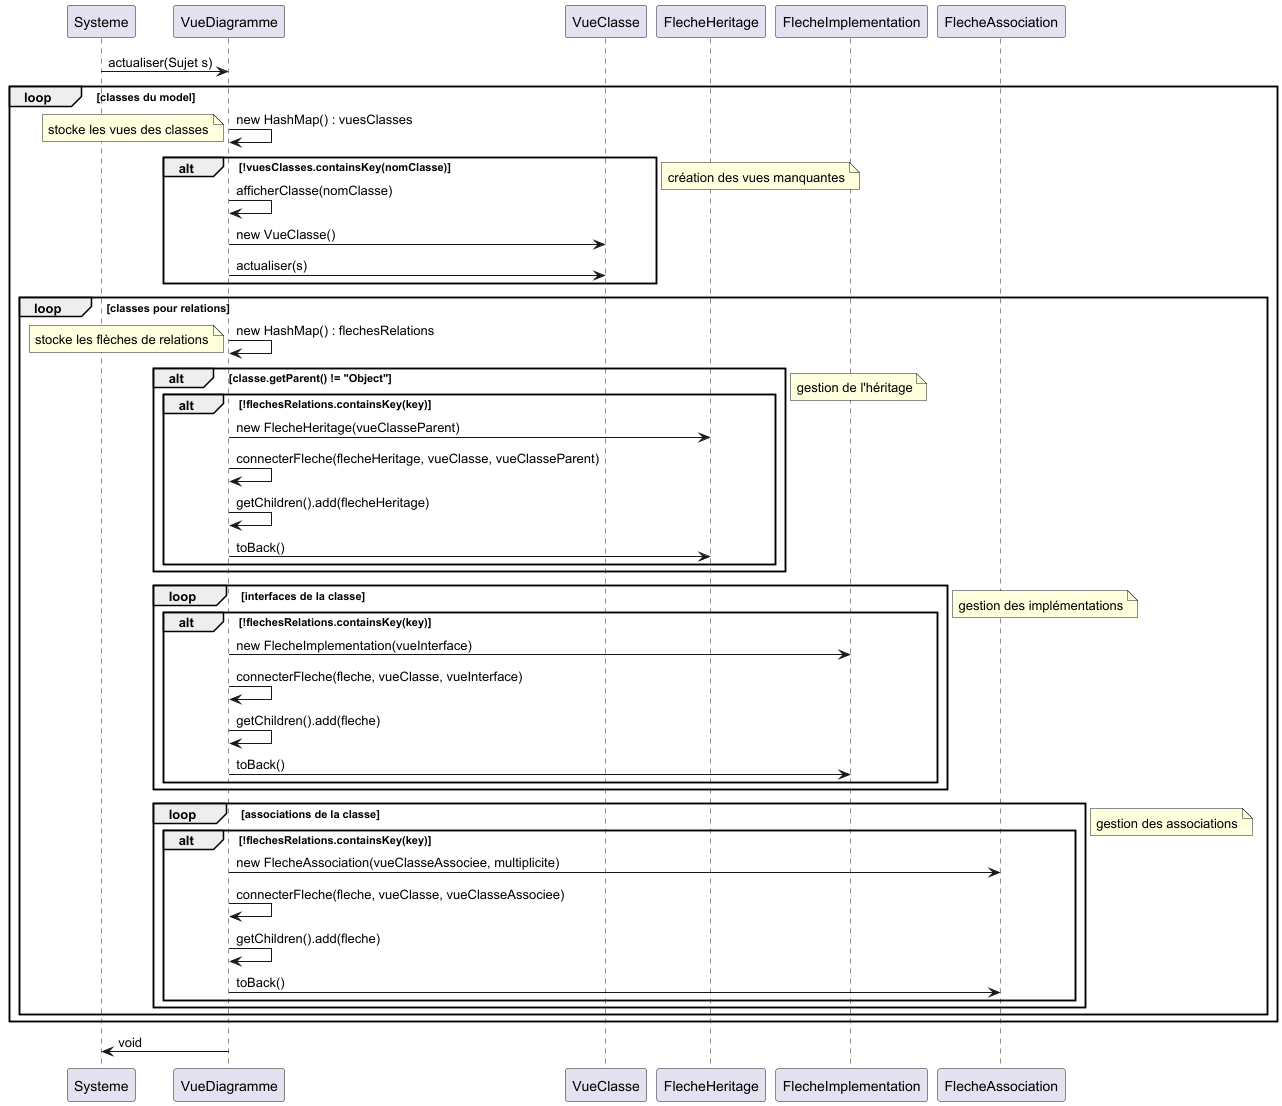 Systeme VueDiagramme VueClasse FlecheHeritage FlecheImplementation FlecheAssociation
actualiser(Sujet s)
loop [classes du model]
new HashMap() : vuesClasses
stocke les vues des classes
alt [!vuesClasses.containsKey(nomClasse)]
création des vues manquantes
afficherClasse(nomClasse)
new VueClasse()
actualiser(s)
loop [classes pour relations]
new HashMap() : flechesRelations
stocke les flèches de relations
alt [classe.getParent() != "Object"]
gestion de l'héritage
alt [!flechesRelations.containsKey(key)]
new FlecheHeritage(vueClasseParent)
connecterFleche(flecheHeritage, vueClasse, vueClasseParent)
getChildren().add(flecheHeritage)
toBack()
loop [interfaces de la classe]
gestion des implémentations
alt [!flechesRelations.containsKey(key)]
new FlecheImplementation(vueInterface)
connecterFleche(fleche, vueClasse, vueInterface)
getChildren().add(fleche)
toBack()
loop [associations de la classe]
gestion des associations
alt [!flechesRelations.containsKey(key)]
new FlecheAssociation(vueClasseAssociee, multiplicite)
connecterFleche(fleche, vueClasse, vueClasseAssociee)
getChildren().add(fleche)
toBack()
void
Systeme VueDiagramme VueClasse FlecheHeritage FlecheImplementation FlecheAssociation